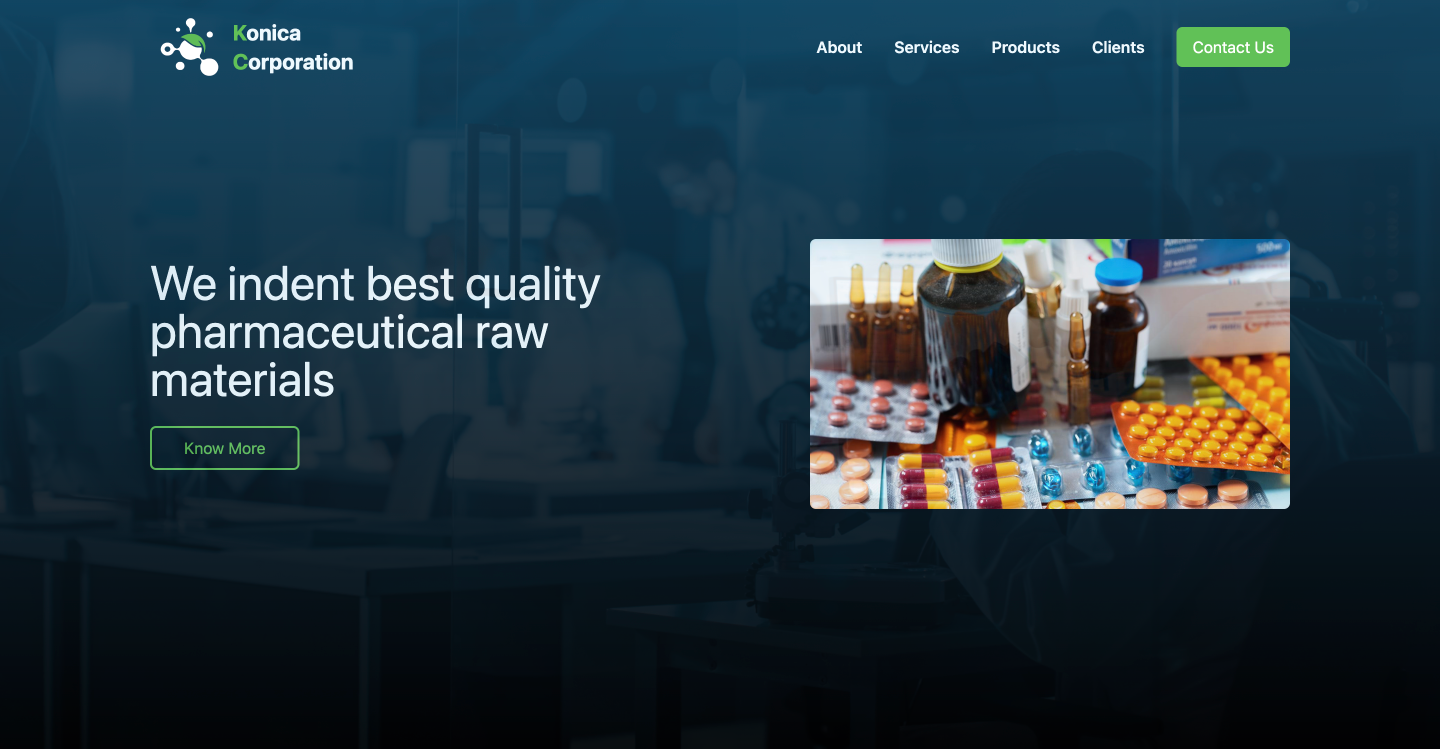 Konica
Corporation
About
Services
Products
Clients
Contact Us
We indent best quality
pharmaceutical raw
materials
Know More